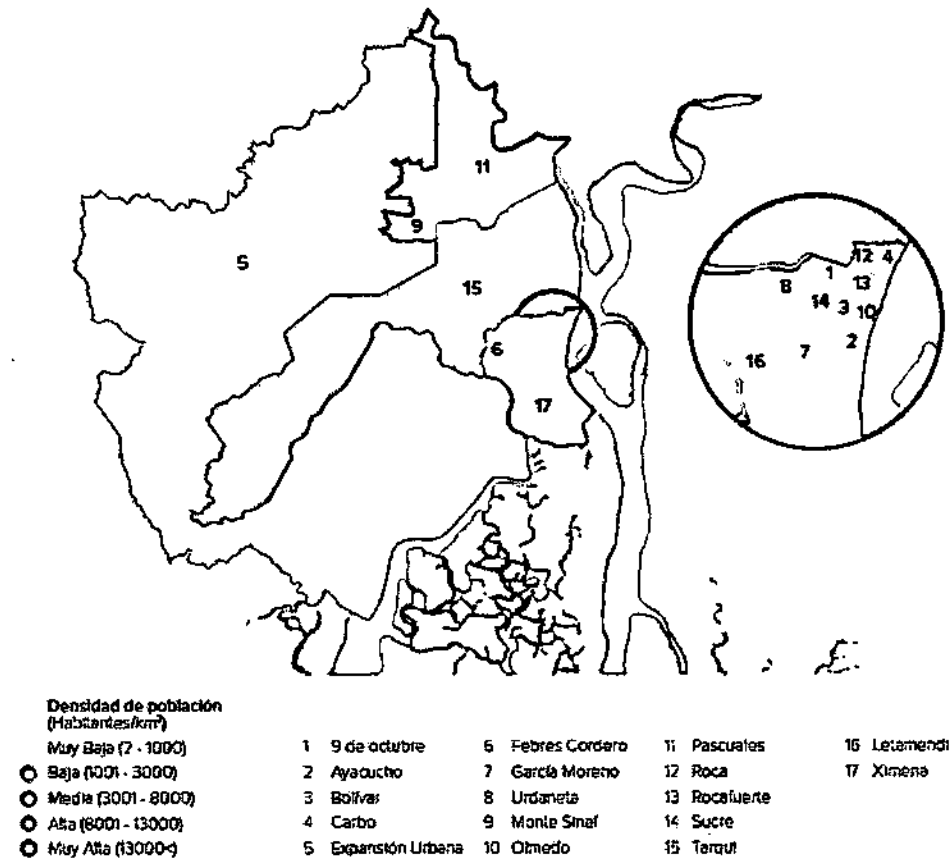 11
9
5
15
6
17
12 4
1
13
8
14 3 10
2
7
16
Densidad de población
(Habitantes/km²)
Muy Baja (2 - 1000)
Baja (1001 - 3000)
Media (3001 - 8000)
Alta (8001 - 13000)
Muy Alta (13000<)
1 9 de octubre
2 Ayacucho
3 Bolívar
4 Carbo
5 Expansión Urbana
6 Febres Cordero
7 García Moreno
8 Urdaneta
9 Monte Sinaí
10 Olmedo
11 Pascuales
12 Roca
13 Rocafuerte
14 Sucre
15 Tarqui
16 Letamendi
17 Ximena